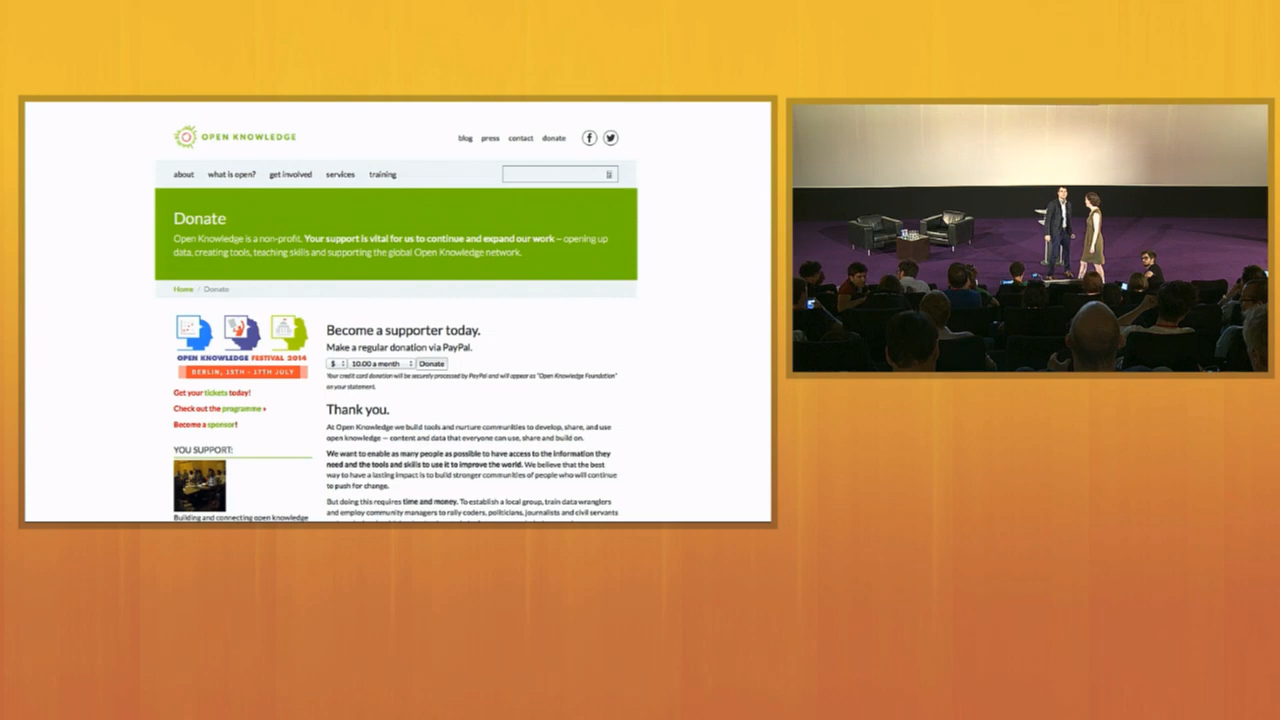 OPEN KNOWLEDGE
blog press contact donate
about what is open? get involved services training
Donate
Open Knowledge is a non-profit. Your support is vital for us to continue and expand our work – opening up
data, creating tools, teaching skills and supporting the global Open Knowledge network.
Home / Donate
OPEN KNOWLEDGE FESTIVAL 2014
BERLIN, 15TH - 17TH JULY
Get your tickets today!
Check out the programme »
Become a sponsor!
YOU SUPPORT:
Building and connecting open knowledge
Become a supporter today.
Make a regular donation via PayPal.
$ 10.00 a month Donate
Your credit card donation will be securely processed by PayPal and will appear as "Open Knowledge Foundation"
on your statement.
Thank you.
At Open Knowledge we build tools and nurture communities to develop, share, and use
open knowledge — content and data that everyone can use, share and build on.
We want to enable as many people as possible to have access to the information they
need and the tools and skills to use it to improve the world. We believe that the best
way to have a lasting impact is to build stronger communities of people who will continue
to push for change.
But doing this requires time and money. To establish a local group, train data wranglers
and employ community managers to rally coders, politicians, journalists and civil servants